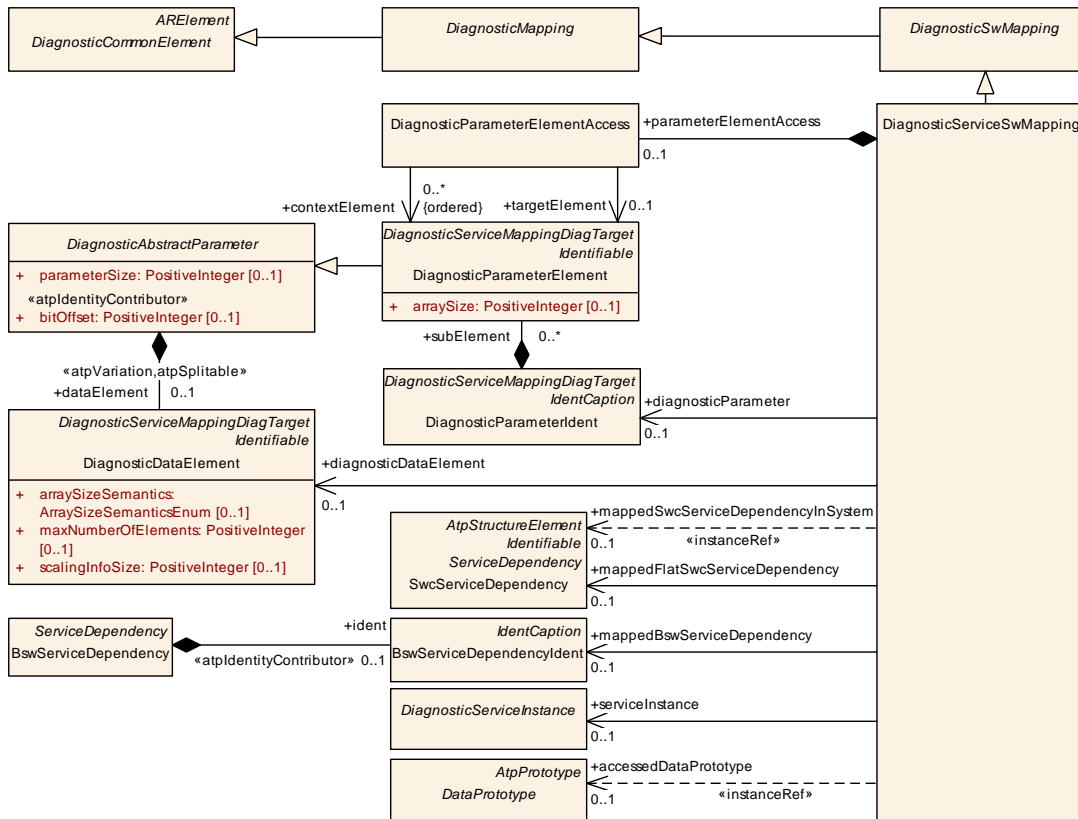 ARElement
DiagnosticCommonElement
DiagnosticMapping
DiagnosticSwMapping
DiagnosticParameterElementAccess
+parameterElementAccess
0..1
DiagnosticServiceSwMapping
+contextElement
0..*
{ordered}
+targetElement
0..1
DiagnosticAbstractParameter
+ parameterSize: PositiveInteger [0..1]
«atpIdentityContributor»
+ bitOffset: PositiveInteger [0..1]
DiagnosticServiceMappingDiagTarget
Identifiable
DiagnosticParameterElement
+ arraySize: PositiveInteger [0..1]
+subElement
0..*
«atpVariation,atpSplitable»
+dataElement
0..1
DiagnosticServiceMappingDiagTarget
IdentCaption
DiagnosticParameterIdent
+diagnosticParameter
0..1
DiagnosticServiceMappingDiagTarget
Identifiable
DiagnosticDataElement
+ arraySizeSemantics:
ArraySizeSemanticsEnum [0..1]
+ maxNumberOfElements: PositiveInteger
[0..1]
+ scalingInfoSize: PositiveInteger [0..1]
+diagnosticDataElement
0..1
AtpStructureElement
Identifiable
ServiceDependency
SwcServiceDependency
+mappedSwcServiceDependencyInSystem
0..1
«instanceRef»
+mappedFlatSwcServiceDependency
0..1
ServiceDependency
BswServiceDependency
+ident
«atpIdentityContributor»
0..1
IdentCaption
BswServiceDependencyIdent
+mappedBswServiceDependency
0..1
DiagnosticServiceInstance
+serviceInstance
0..1
AtpPrototype
DataPrototype
+accessedDataPrototype
0..1
«instanceRef»